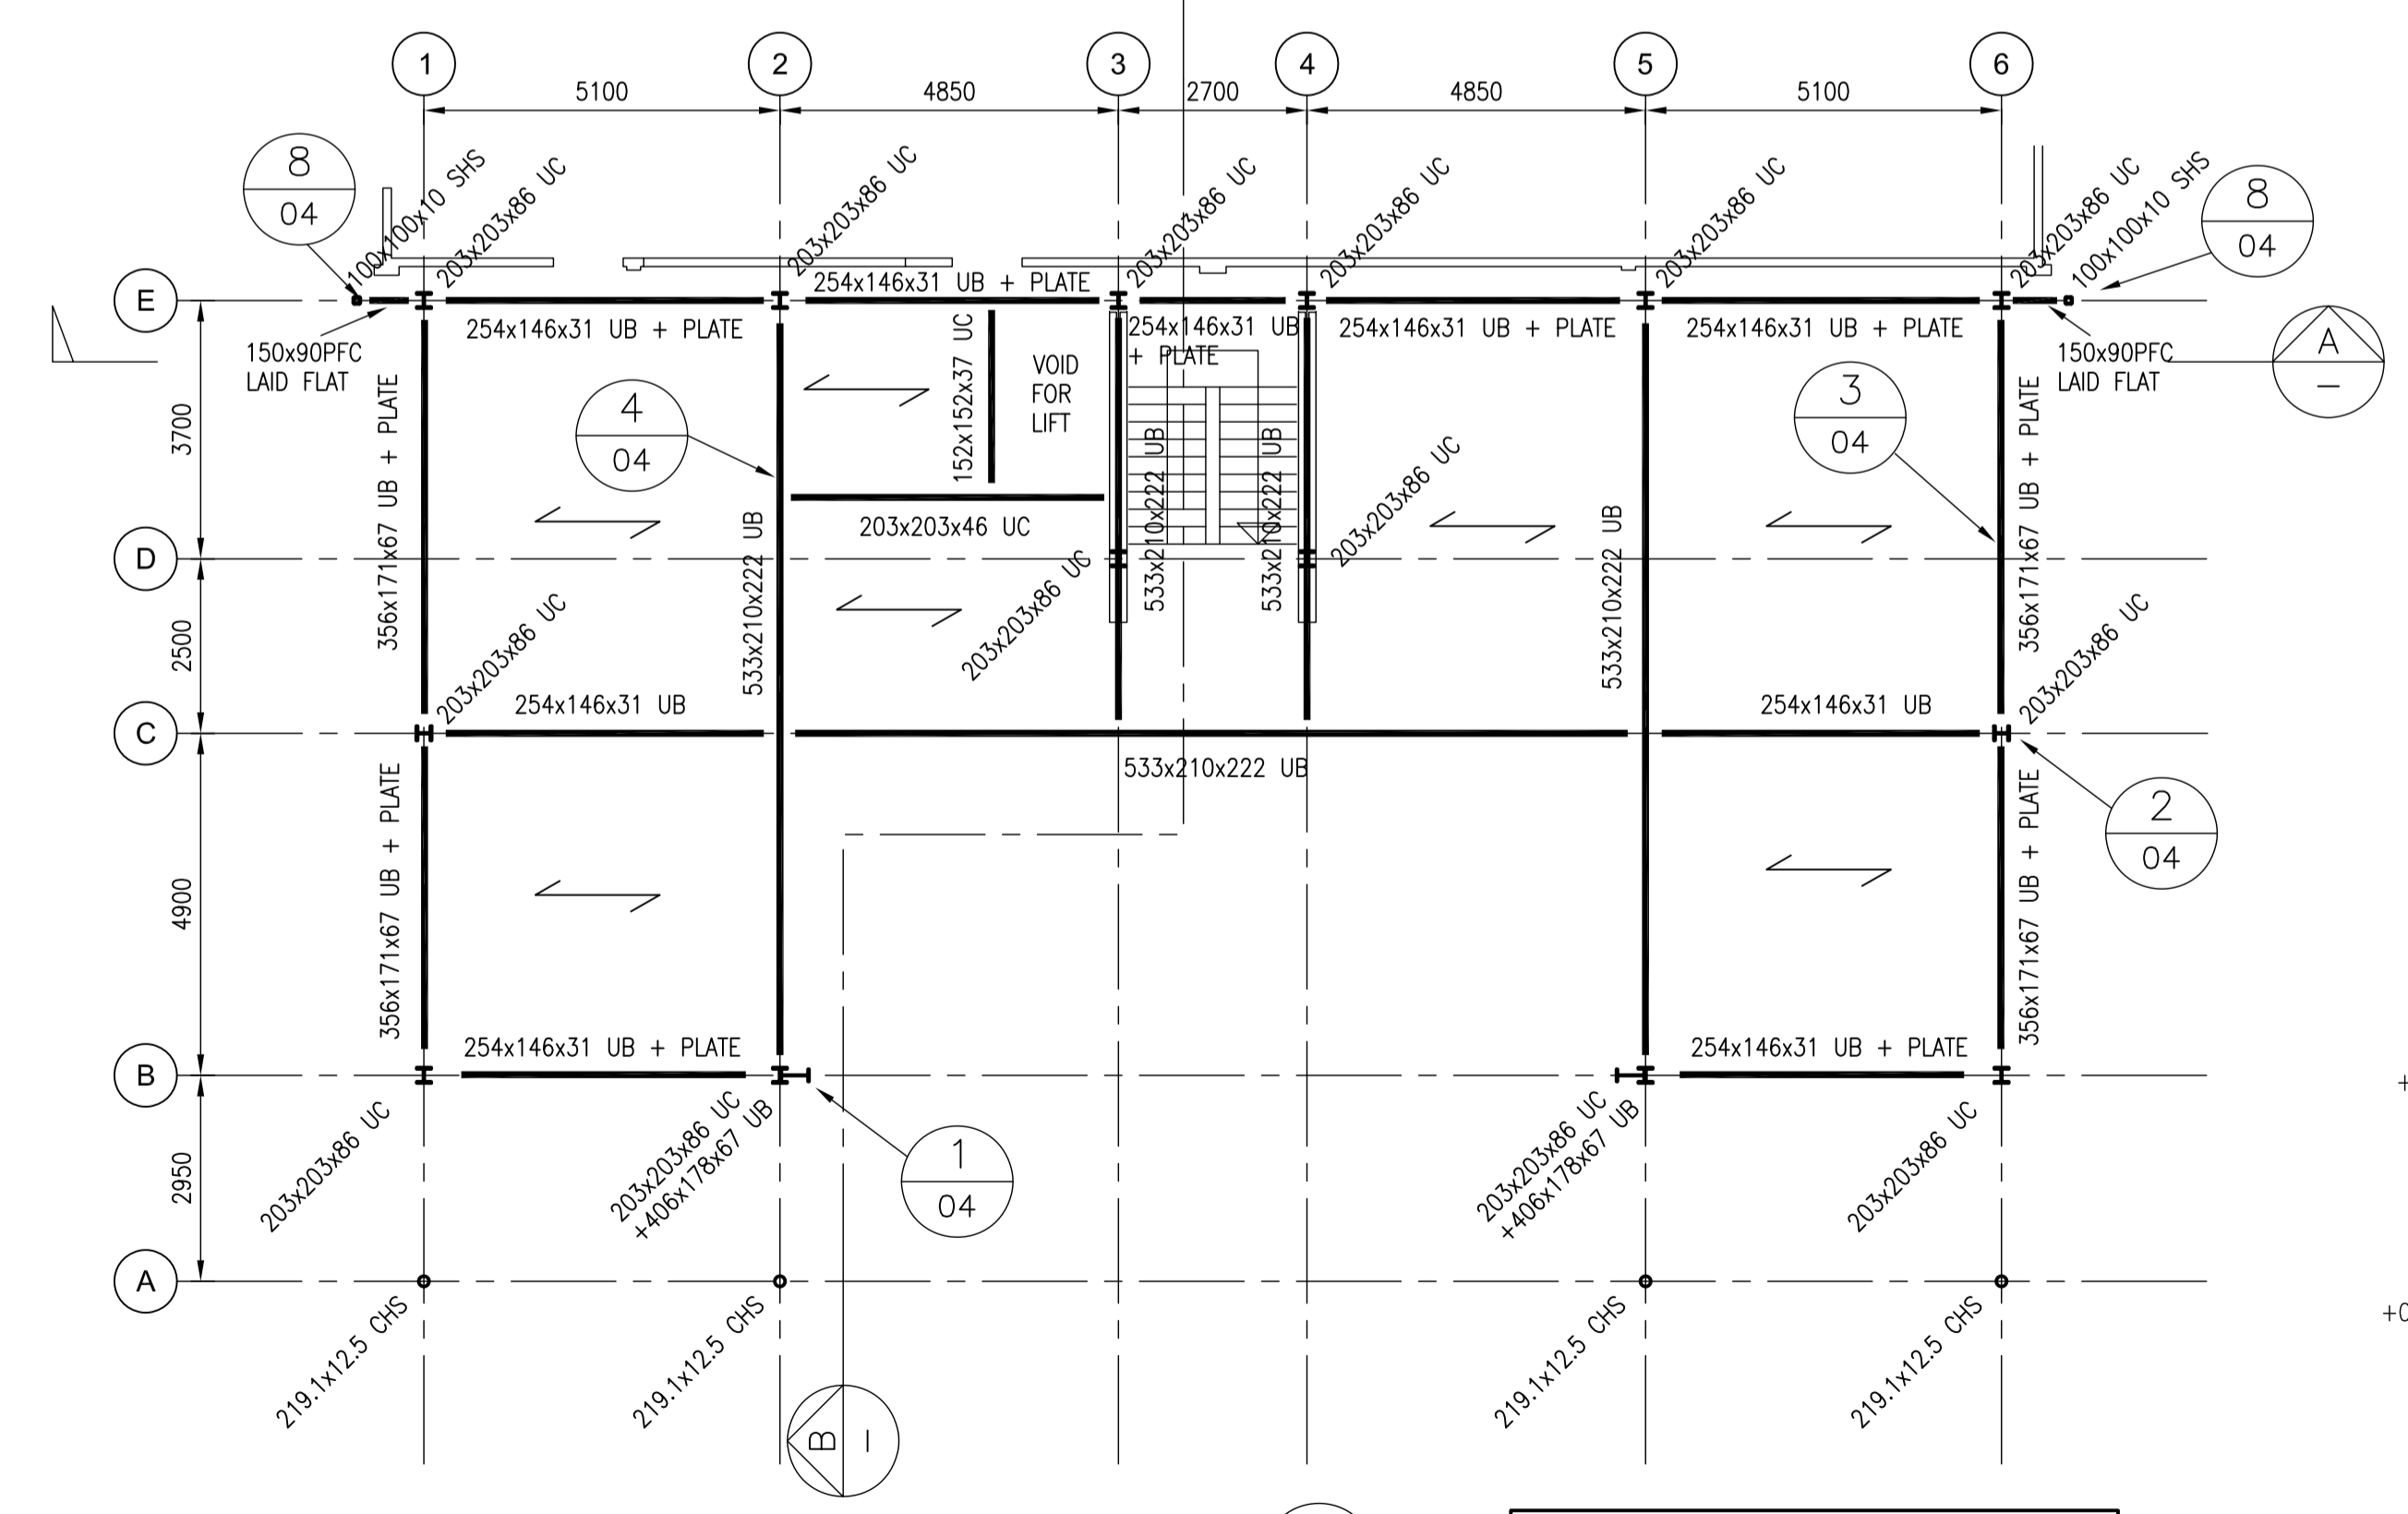 1
2
3
4
5
6
5100
4850
2700
4850
5100
8
04
100x100x10 SHS
203x203x86 UC
203x203x86 UC
203x203x86 UC
203x203x86 UC
203x203x86 UC
203x203x86 UC
100x100x10 SHS
8
04
E
254x146x31 UB + PLATE
254x146x31 UB + PLATE
254x146x31 UB
+ PLATE
254x146x31 UB + PLATE
254x146x31 UB + PLATE
150x90PFC
LAID FLAT
150x90PFC
LAID FLAT
A
–
3700
356x171x67 UB + PLATE
4
04
152x152x37 UC
VOID
FOR
LIFT
533x210x222 UB
533x210x222 UB
203x203x86 UC
3
04
356x171x67 UB + PLATE
203x203x46 UC
D
533x210x222 UB
203x203x86 UC
533x210x222 UB
2500
203x203x86 UC
203x203x86 UC
254x146x31 UB
254x146x31 UB
C
533x210x222 UB
2
04
4900
356x171x67 UB + PLATE
356x171x67 UB + PLATE
254x146x31 UB + PLATE
254x146x31 UB + PLATE
B
+
203x203x86 UC
203x203x86 UC
+406x178x67 UB
1
04
203x203x86 UC
+406x178x67 UB
203x203x86 UC
2950
A
219.1x12.5 CHS
219.1x12.5 CHS
219.1x12.5 CHS
219.1x12.5 CHS
B
–